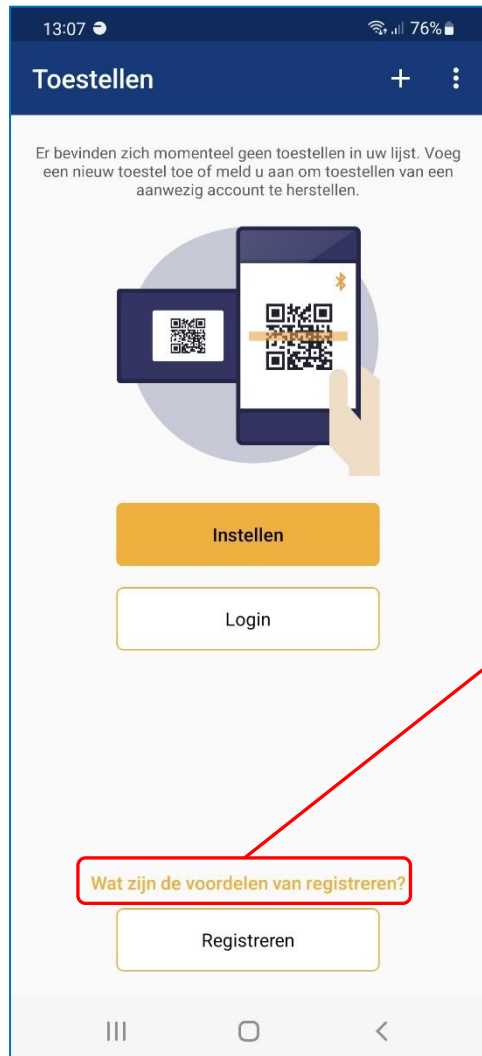 13:07 76%
Toestellen
Er bevinden zich momenteel geen toestellen in uw lijst. Voeg
een nieuw toestel toe of meld u aan om toestellen van een
aanwezig account te herstellen.
Instellen
Login
Wat zijn de voordelen van registreren?
Registreren